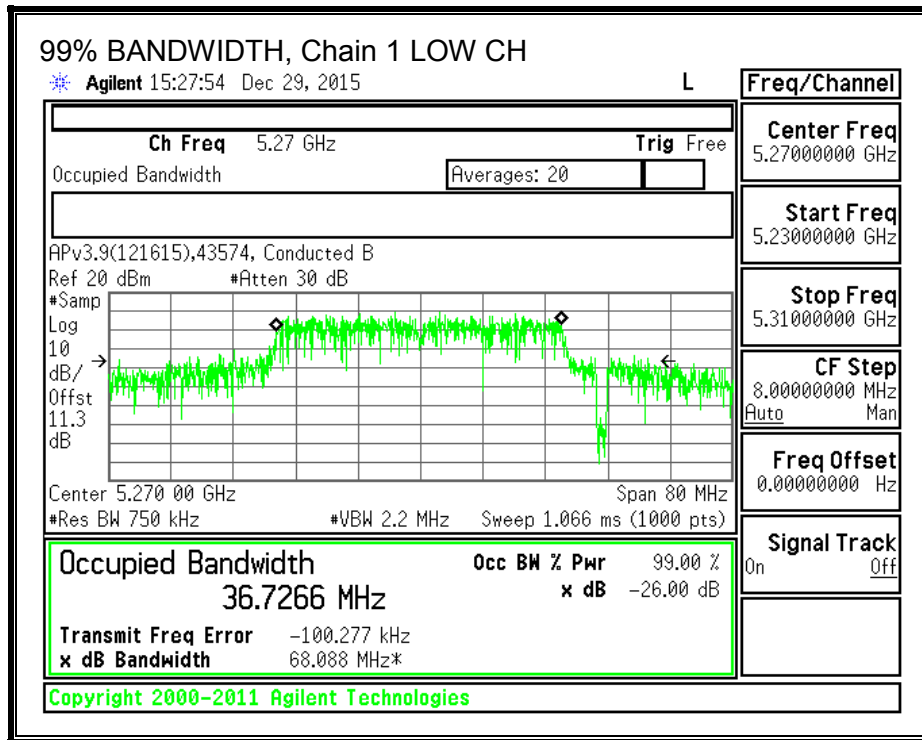 99% BANDWIDTH, Chain 1 LOW CH
Agilent 15:27:54 Dec 29, 2015 L
Freq/Channel
Ch Freq 5.27 GHz Trig Free
Occupied Bandwidth Averages: 20
Center Freq
5.27000000 GHz
Start Freq
5.23000000 GHz
Stop Freq
5.31000000 GHz
CF Step
8.00000000 MHz
Auto Man
Freq Offset
0.00000000 Hz
Signal Track
On Off
APv3.9(121615),43574, Conducted B
Ref 20 dBm #Atten 30 dB
#Samp
Log
10
dB/
Offst
11.3
dB
Center 5.270 00 GHz Span 80 MHz
#Res BW 750 kHz #VBW 2.2 MHz Sweep 1.066 ms (1000 pts)
Occupied Bandwidth Occ BW % Pwr 99.00 %
36.7266 MHz x dB -26.00 dB
Transmit Freq Error -100.277 kHz
x dB Bandwidth 68.088 MHz*
Copyright 2000-2011 Agilent Technologies